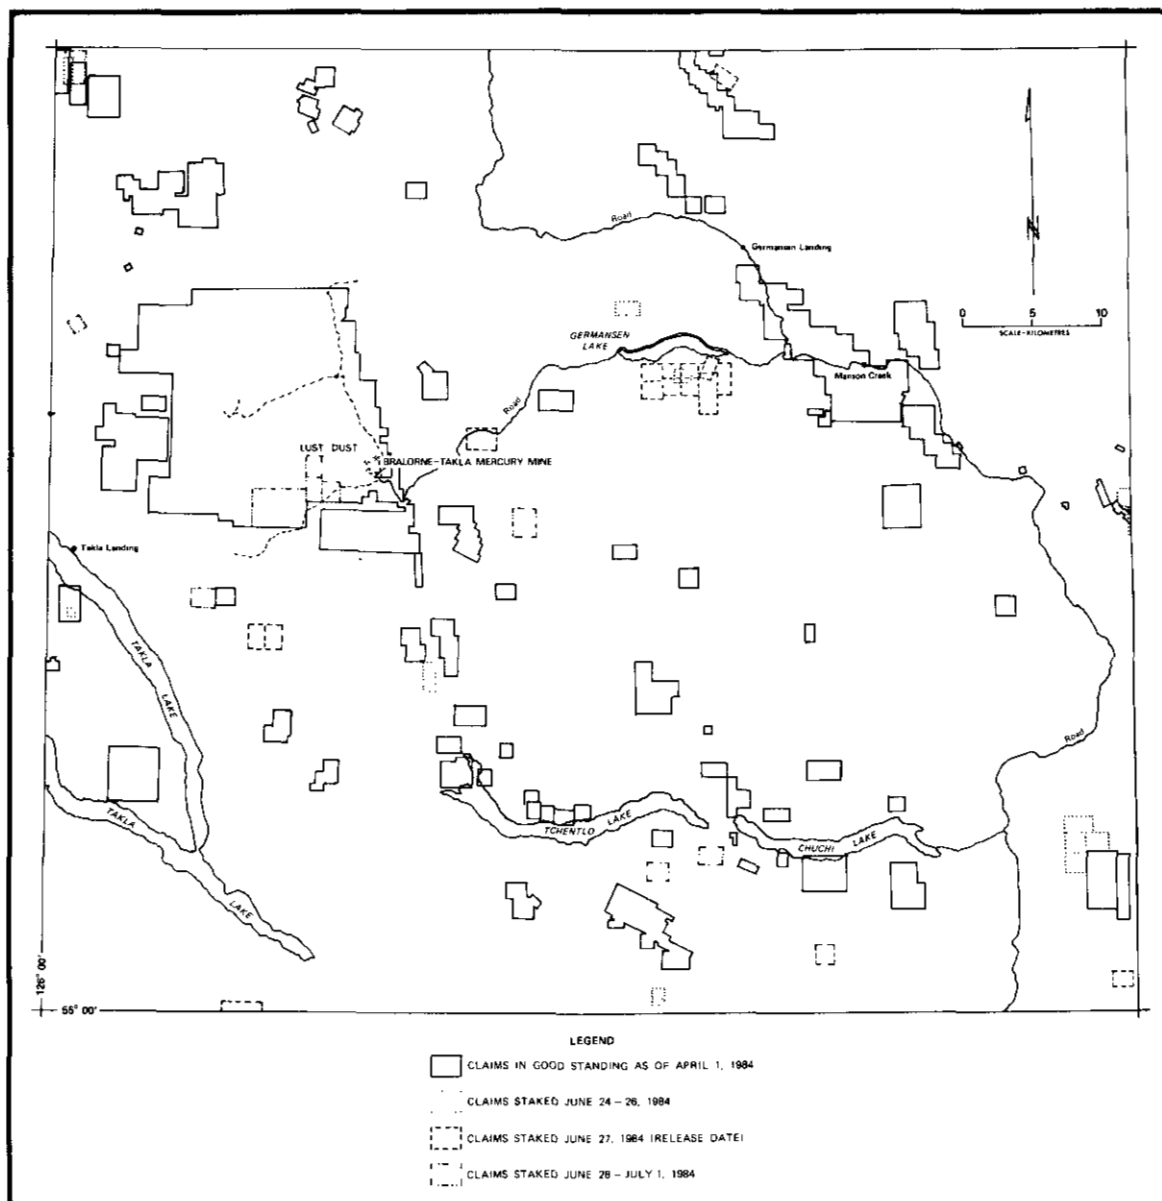 Road
Germansen Landing
0 5 10
SCALE-KILOMETRES
GERMANSEN
LAKE
Manson Creek
Road
LUST DUST
BRALORNE-TAKLA MERCURY MINE
Takla Landing
TAKLA
LAKE
Road
TAKLA
LAKE
TCHENTLO LAKE
CHUCHI LAKE
126° 00'
55° 00'
N
LEGEND
CLAIMS IN GOOD STANDING AS OF APRIL 1, 1984
CLAIMS STAKED JUNE 24-26, 1984
CLAIMS STAKED JUNE 27, 1984 (RELEASE DATE)
CLAIMS STAKED JUNE 28-JULY 1, 1984